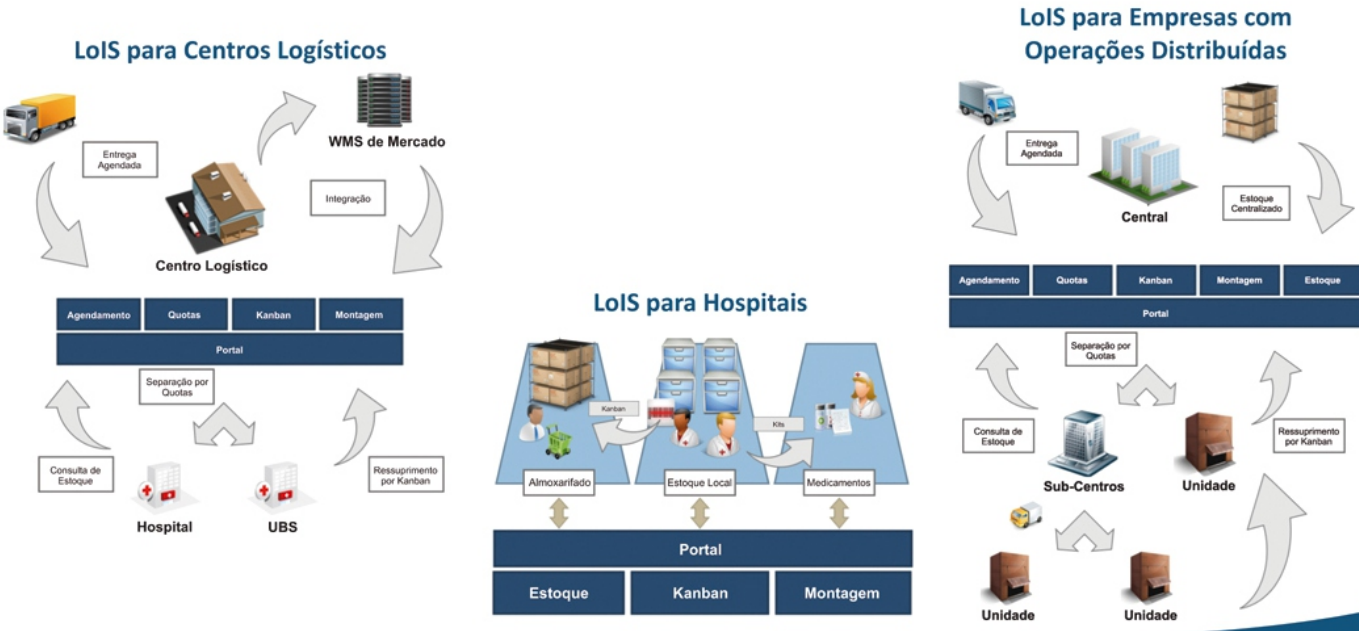 LoIS para Centros Logísticos
WMS de Mercado
Entrega
Agendada
Integração
Centro Logístico
Agendamento
Quotas
Kanban
Montagem
Portal
Separação por
Quotas
Consulta de
Estoque
Ressuprimento
por Kanban
Hospital
UBS
LoIS para Hospitais
Kanban
Kits
Almoxarifado
Estoque Local
Medicamentos
Portal
Estoque
Kanban
Montagem
LoIS para Empresas com
Operações Distribuídas
Entrega
Agendada
Estoque
Centralizado
Central
Agendamento
Quotas
Kanban
Montagem
Estoque
Portal
Separação por
Quotas
Consulta de
Estoque
Ressuprimento
por Kanban
Sub-Centros
Unidade
Unidade
Unidade